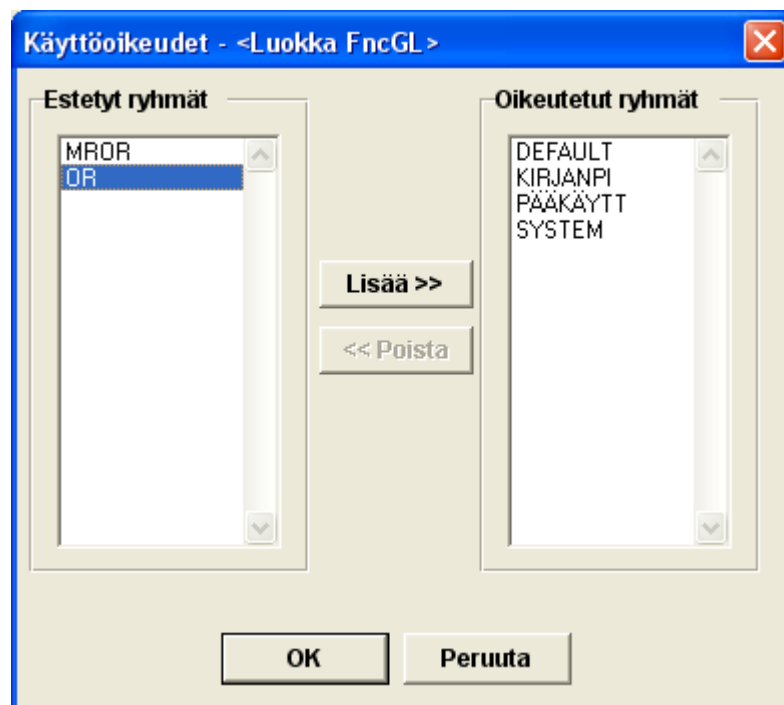 Käyttöoikeudet - <Luokka FncGL>
Estetyt ryhmät
MROR
OR
Lisää >>
<< Poista
Oikeutetut ryhmät
DEFAULT
KIRJANPI
PÄÄKÄYTT
SYSTEM
OK
Peruuta